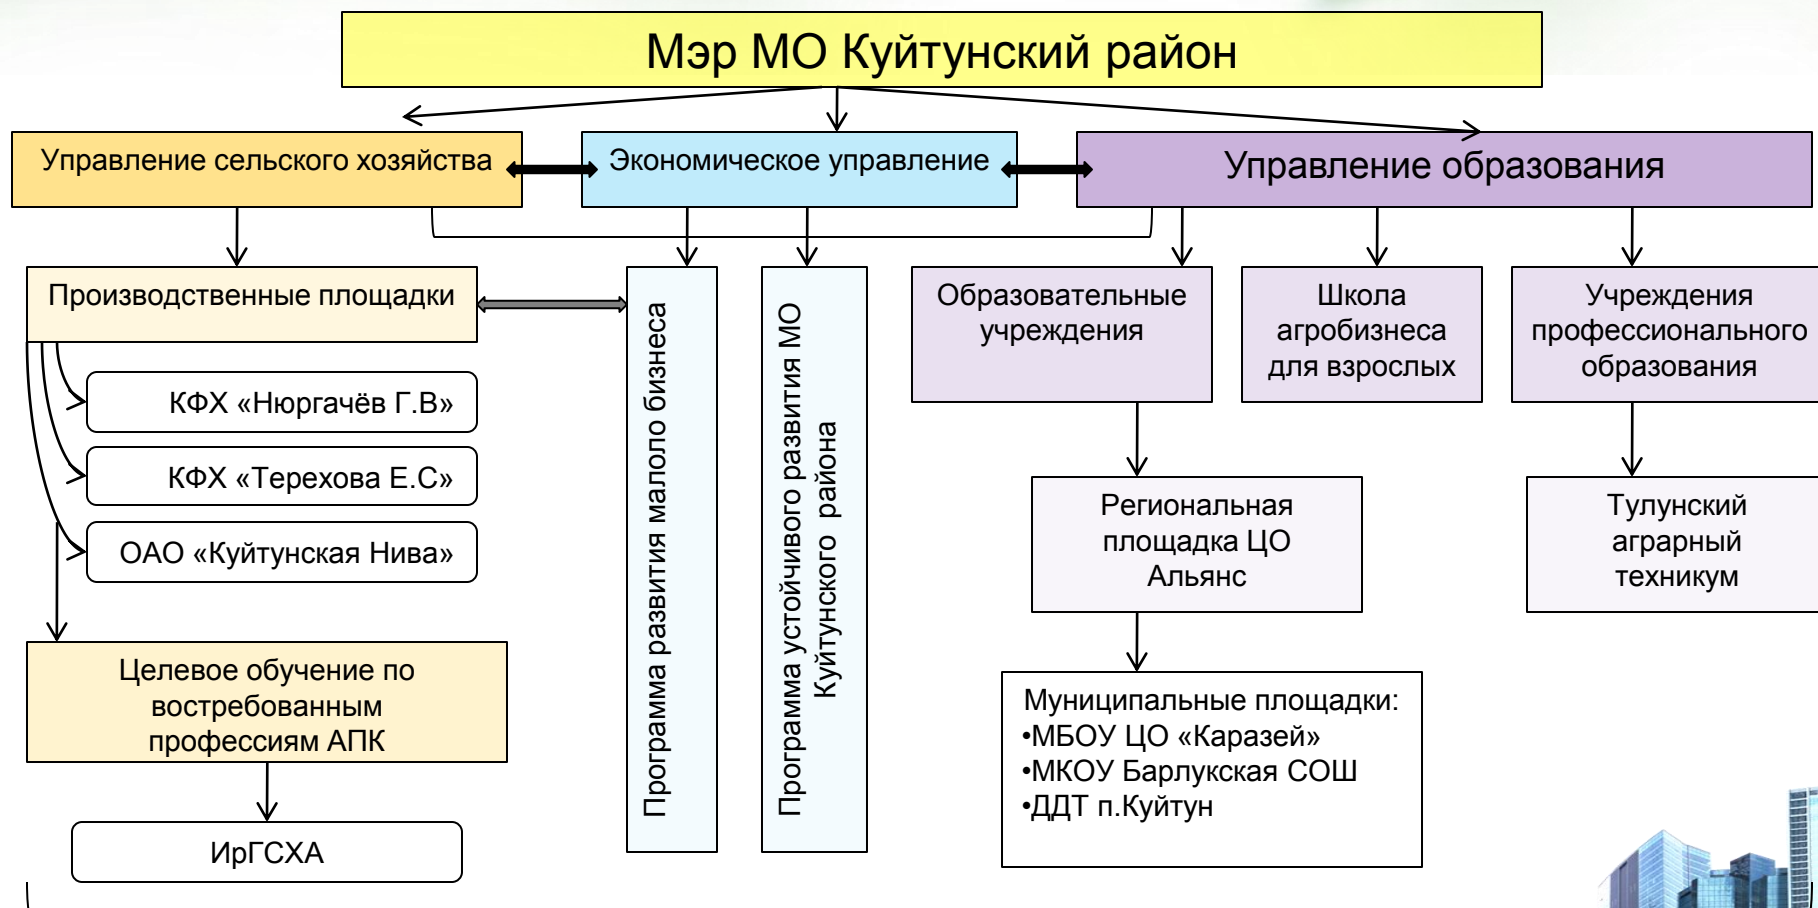 Мэр МО Куйтунский район
Управление сельского хозяйства
Экономическое управление
Управление образования
Производственные площадки
КФХ «Нюргачёв Г.В»
КФХ «Терехова Е.С»
ОАО «Куйтунская Нива»
Целевое обучение по
востребованным
профессиям АПК
ИрГСХА
Программа развития малопо бизнеса
Программа устойчивого развития МО
Куйтунского района
Образовательные
учреждения
Региональная
площадка ЦО
Альянс
Муниципальные площадки:
•МБОУ ЦО «Каразей»
•МКОУ Барлукская СОШ
•ДДТ п.Куйтун
Школа
агробизнеса
для взрослых
Учреждения
профессионального
образования
Тулунский
аграрный
техникум